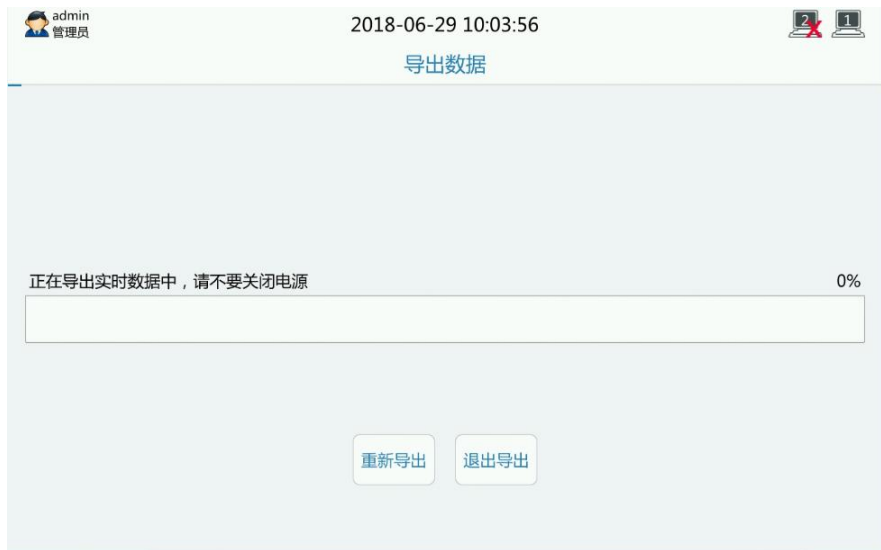 admin
管理员
2018-06-29 10:03:56
2
1
导出数据
正在导出实时数据中，请不要关闭电源
0%
重新导出
退出导出